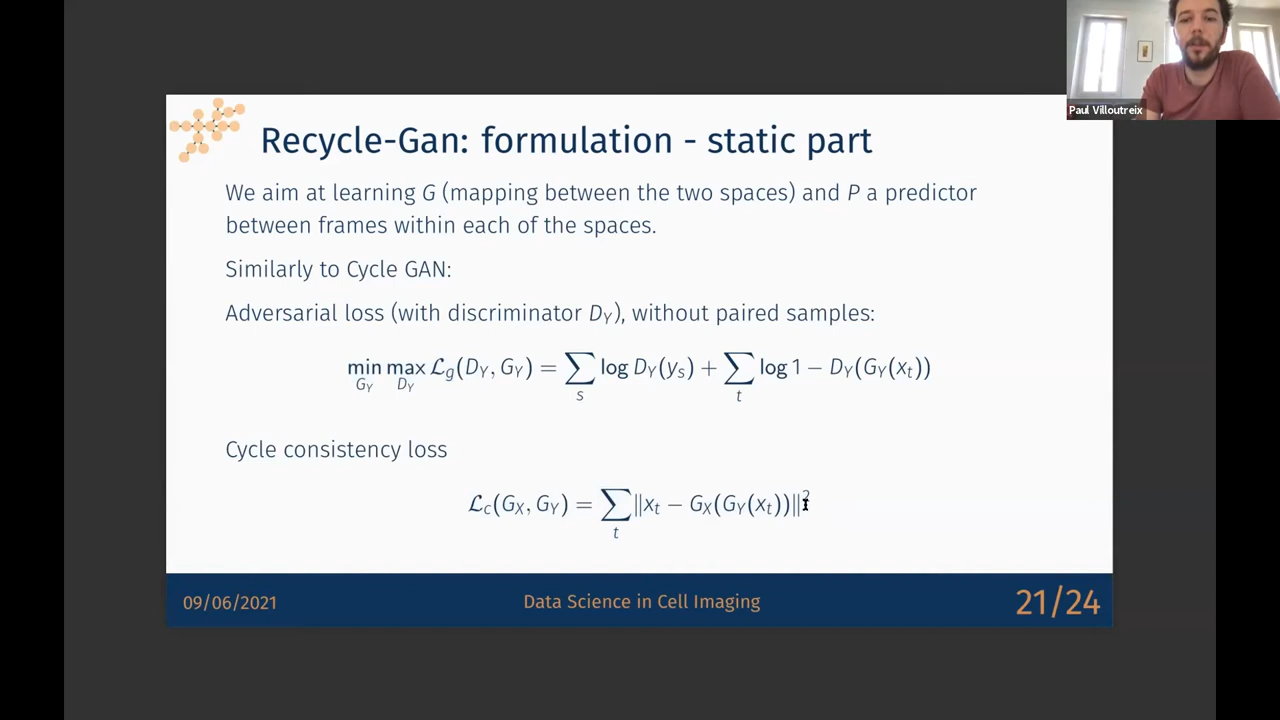 Paul Villoutreix
Recycle-Gan: formulation - static part
We aim at learning G (mapping between the two spaces) and P a predictor
between frames within each of the spaces.
Similarly to Cycle GAN:
Adversarial loss (with discriminator D_Y), without paired samples:
min_{G_Y} max_{D_Y} ℒ_g(D_Y, G_Y) = ∑_s log D_Y(y_s) + ∑_t log 1 − D_Y(G_Y(x_t))
Cycle consistency loss
ℒ_c(G_X, G_Y) = ∑_t ‖x_t − G_X(G_Y(x_t))‖²
09/06/2021
Data Science in Cell Imaging
21/24